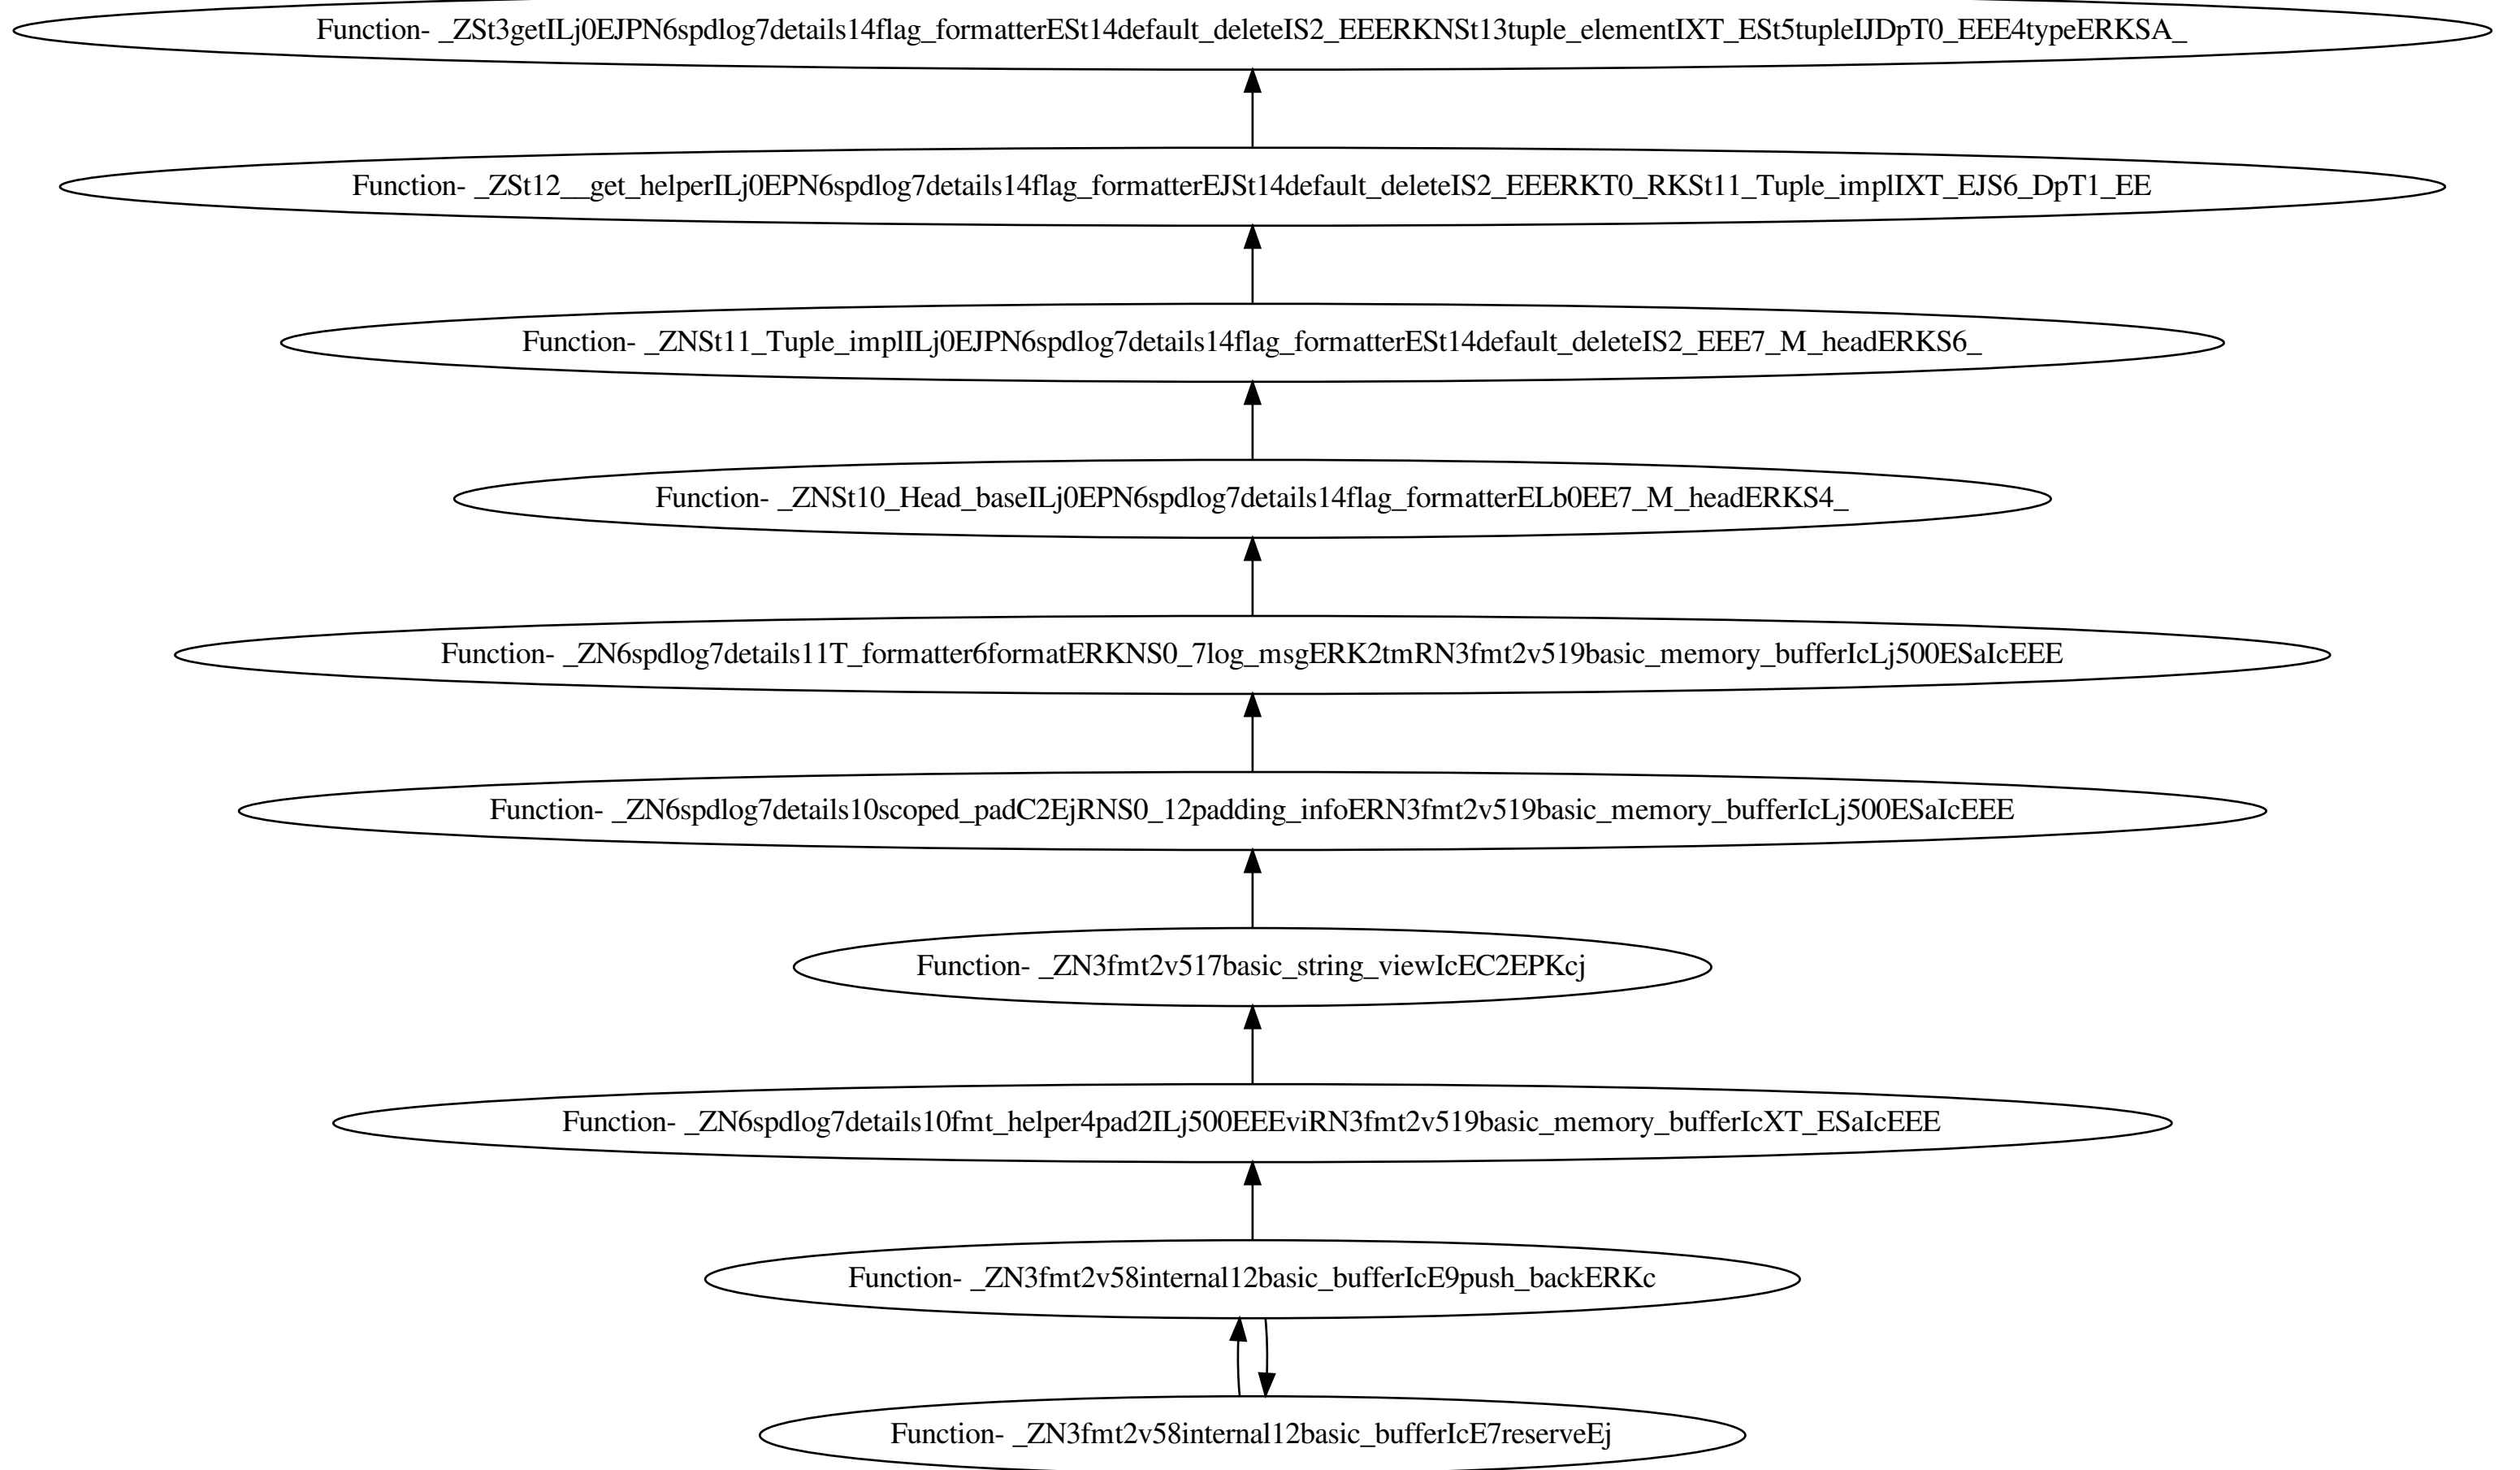 Function- _ZSt3getILj0EJPN6spdlog7details14flag_formatterESt14default_deleteIS2_EEERKNSt13tuple_elementIXT_ESt5tupleIJDpT0_EEE4typeERKSA_
Function- _ZSt12__get_helperILj0EPN6spdlog7details14flag_formatterEJSt14default_deleteIS2_EEERKT0_RKSt11_Tuple_implIXT_EJS6_DpT1_EE
Function- _ZNSt11_Tuple_implILj0EJPN6spdlog7details14flag_formatterESt14default_deleteIS2_EEE7_M_headERKS6_
Function- _ZNSt10_Head_baseILj0EPN6spdlog7details14flag_formatterELb0EE7_M_headERKS4_
Function- _ZN6spdlog7details11T_formatter6formatERKNS0_7log_msgERK2tmRN3fmt2v519basic_memory_bufferIcLj500ESaIcEEE
Function- _ZN6spdlog7details10scoped_padC2EjRNS0_12padding_infoERN3fmt2v519basic_memory_bufferIcLj500ESaIcEEE
Function- _ZN3fmt2v517basic_string_viewIcEC2EPKcj
Function- _ZN6spdlog7details10fmt_helper4pad2ILj500EEEviRN3fmt2v519basic_memory_bufferIcXT_ESaIcEEE
Function- _ZN3fmt2v58internal12basic_bufferIcE9push_backERKc
Function- _ZN3fmt2v58internal12basic_bufferIcE7reserveEj